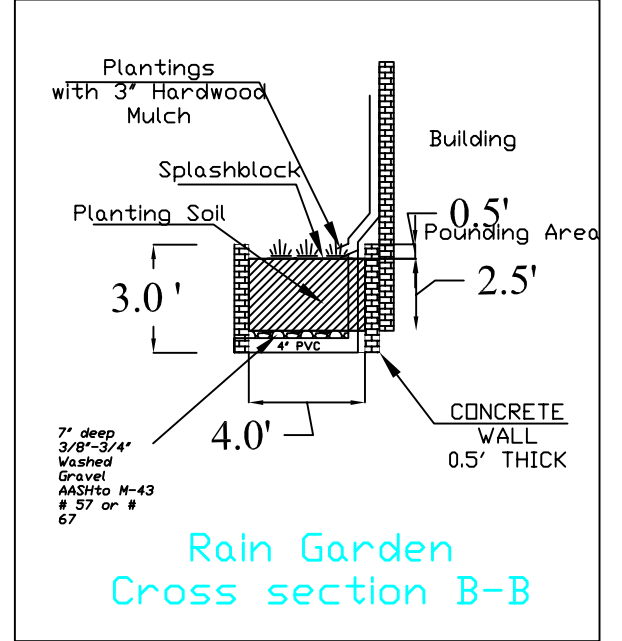 Plantings
with 3" Hardwood
Mulch
Building
Splashblock
Planting Soil
0.5'
Pounding Area
2.5'
3.0 '
4" PVC
4.0'
CONCRETE
WALL
0.5' THICK
7" deep
3/8"-3/4"
Washed
Gravel
AASHto M-43
# 57 or #
67
Rain Garden
Cross section B-B